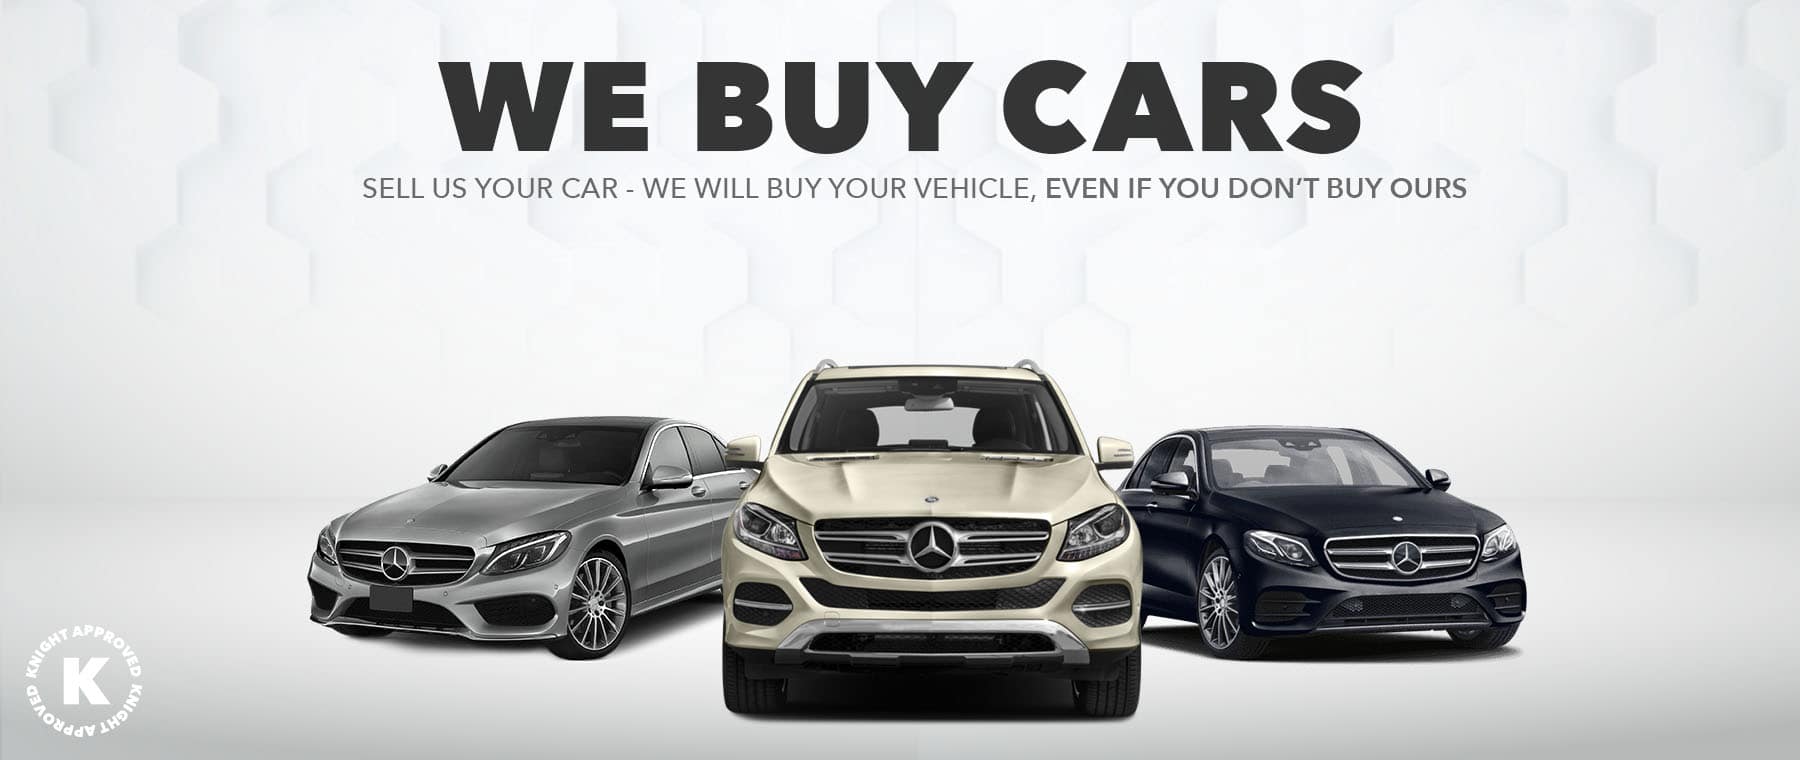 WE BUY CARS
SELL US YOUR CAR - WE WILL BUY YOUR VEHICLE, EVEN IF YOU DON'T BUY OURS
KNIGHT APPROVED KNIGHT APPROVED
K